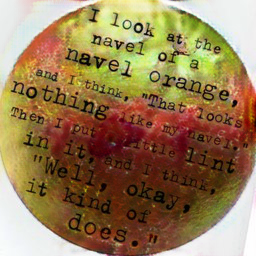 I look at the
navel of a
navel orange,
and I think, "That looks
nothing like my navel."
Then I put a little lint
in it, and I think,
"Well, okay,
it kind of
does."